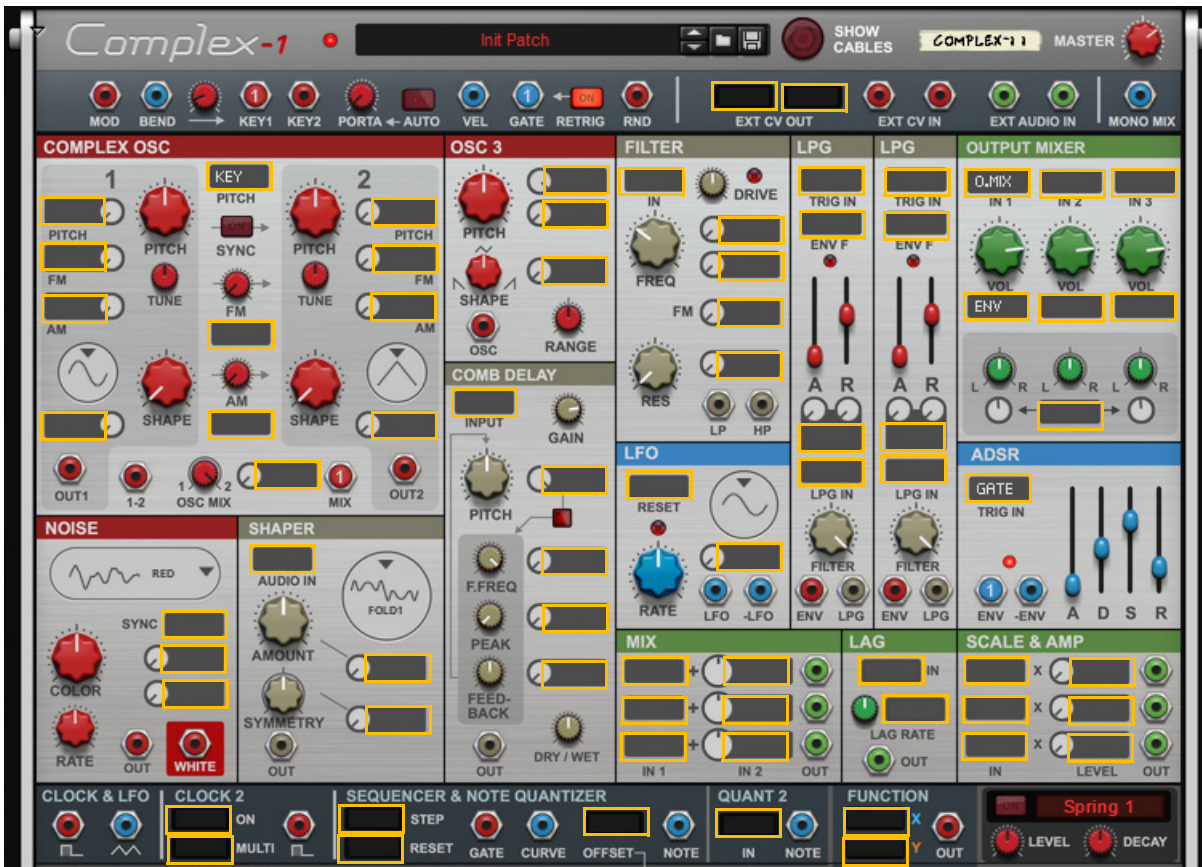 Complex-1
Init Patch
SHOW CABLES
COMPLEX-11
MASTER
MOD BEND KEY1 KEY2 PORTA AUTO VEL GATE RETRIG RND EXT CV OUT EXT CV IN EXT AUDIO IN MONO MIX
1 ON 1 ON
COMPLEX OSC
1 KEY 2
PITCH
PITCH PITCH PITCH PITCH
ON
SYNC
FM TUNE FM TUNE FM
AM AM
AM
SHAPE SHAPE
OUT1 1-2 1 OSC MIX 2 1 MIX OUT2
OSC 3
PITCH
SHAPE
OSC RANGE
COMB DELAY
INPUT GAIN
PITCH
F.FREQ
PEAK
FEED-
BACK
OUT DRY / WET
FILTER
IN DRIVE
FREQ
FM
RES
LP HP
LFO
RESET
RATE LFO -LFO
LPG
TRIG IN
ENV F
A R
LPG IN
FILTER
ENV LPG
LPG
TRIG IN
ENV F
A R
LPG IN
FILTER
ENV LPG
OUTPUT MIXER
O.MIX
IN 1 IN 2 IN 3
VOL VOL VOL
ENV
L R L R L R
ADSR
GATE
TRIG IN
1
ENV -ENV A D S R
NOISE
RED
SYNC
COLOR
RATE OUT WHITE
SHAPER
AUDIO IN
FOLD1
AMOUNT
SYMMETRY
OUT
MIX
+
+
+
IN 1 IN 2 OUT
LAG
IN
LAG RATE
OUT
SCALE & AMP
X
X
X
IN LEVEL OUT
CLOCK & LFO
CLOCK 2
ON
MULTI
SEQUENCER & NOTE QUANTIZER
STEP
RESET GATE CURVE OFFSET NOTE
QUANT 2
IN NOTE
FUNCTION
X
Y OUT
ON Spring 1
LEVEL DECAY